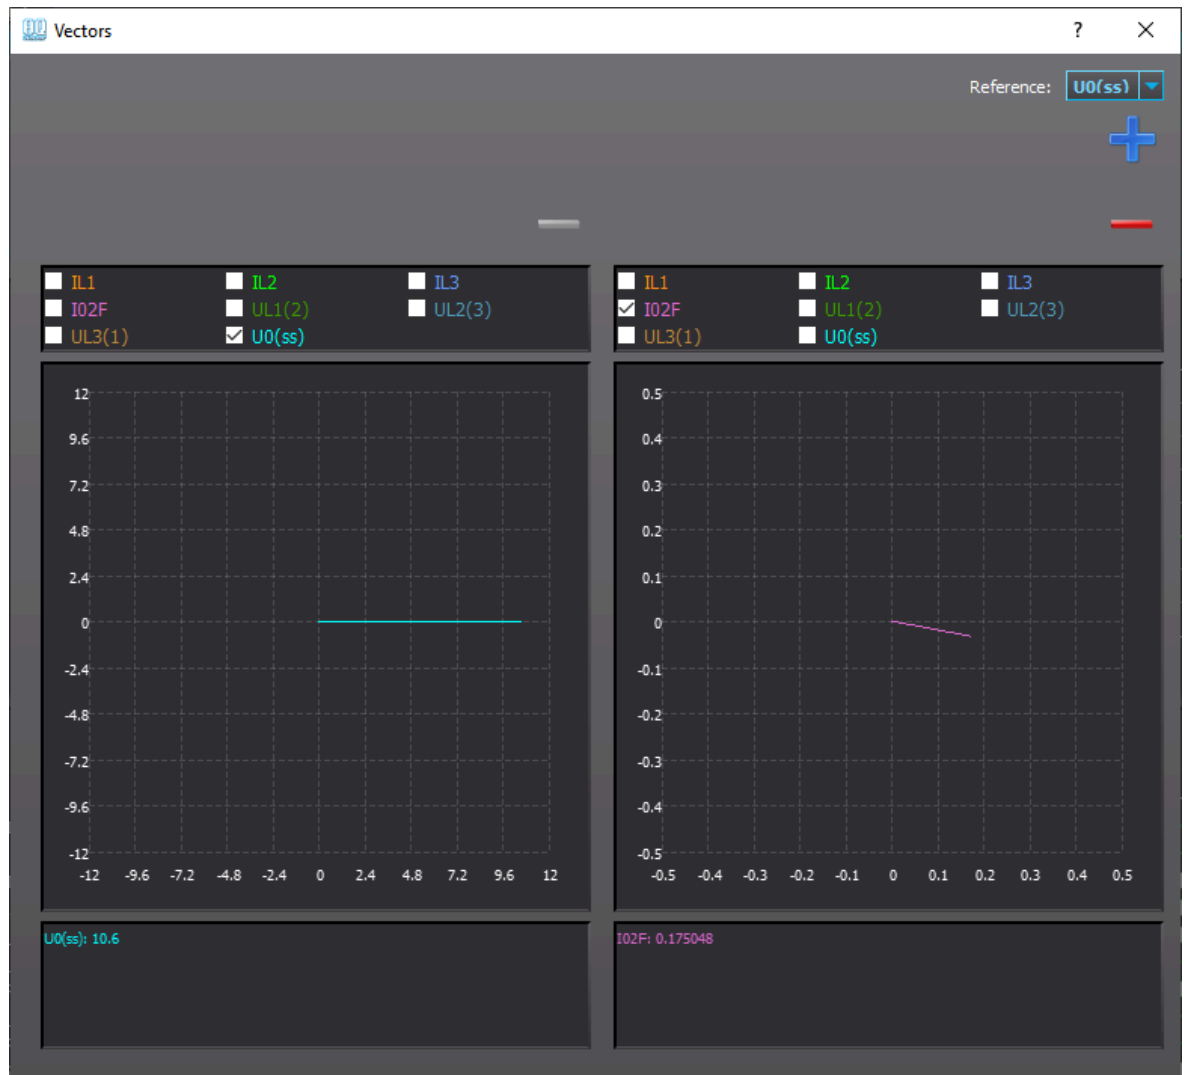 Vectors ?
Reference: U0(ss)
IL1 IL2 IL3
I02F UL1(2) UL2(3)
UL3(1) U0(ss)
IL1 IL2 IL3
I02F UL1(2) UL2(3)
UL3(1) U0(ss)
12
9.6
7.2
4.8
2.4
0
-2.4
-4.8
-7.2
-9.6
-12
-12 -9.6 -7.2 -4.8 -2.4 0 2.4 4.8 7.2 9.6 12
0.5
0.4
0.3
0.2
0.1
0
-0.1
-0.2
-0.3
-0.4
-0.5
-0.5 -0.4 -0.3 -0.2 -0.1 0 0.1 0.2 0.3 0.4 0.5
U0(ss): 10.6
I02F: 0.175048